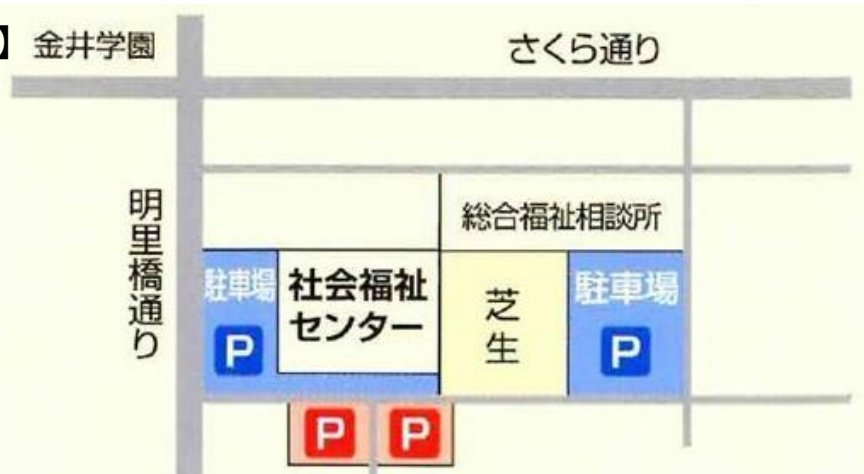 】 金井学園
さくら通り
明里橋通り
総合福祉相談所
駐車場
P
社会福祉
センター
芝生
駐車場
P
P
P